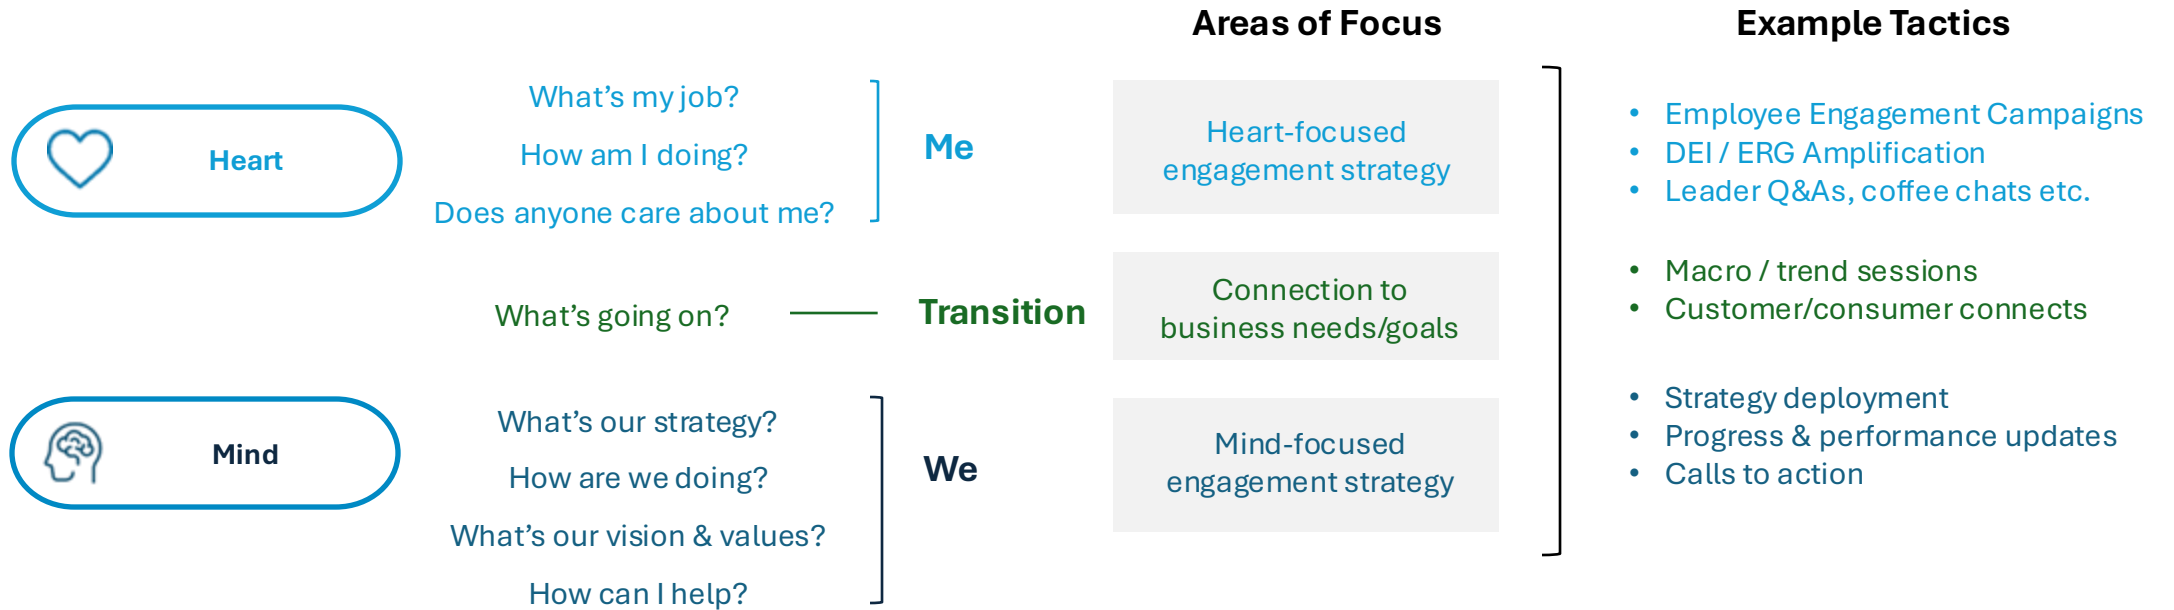 Areas of Focus
Example Tactics
Heart
What’s my job?
How am I doing?
Does anyone care about me?
Me
Heart-focused
engagement strategy
• Employee Engagement Campaigns
• DEI / ERG Amplification
• Leader Q&As, coffee chats etc.
What’s going on?
Transition
Connection to
business needs/goals
• Macro / trend sessions
• Customer/consumer connects
Mind
What’s our strategy?
How are we doing?
What’s our vision & values?
How can I help?
We
Mind-focused
engagement strategy
• Strategy deployment
• Progress & performance updates
• Calls to action